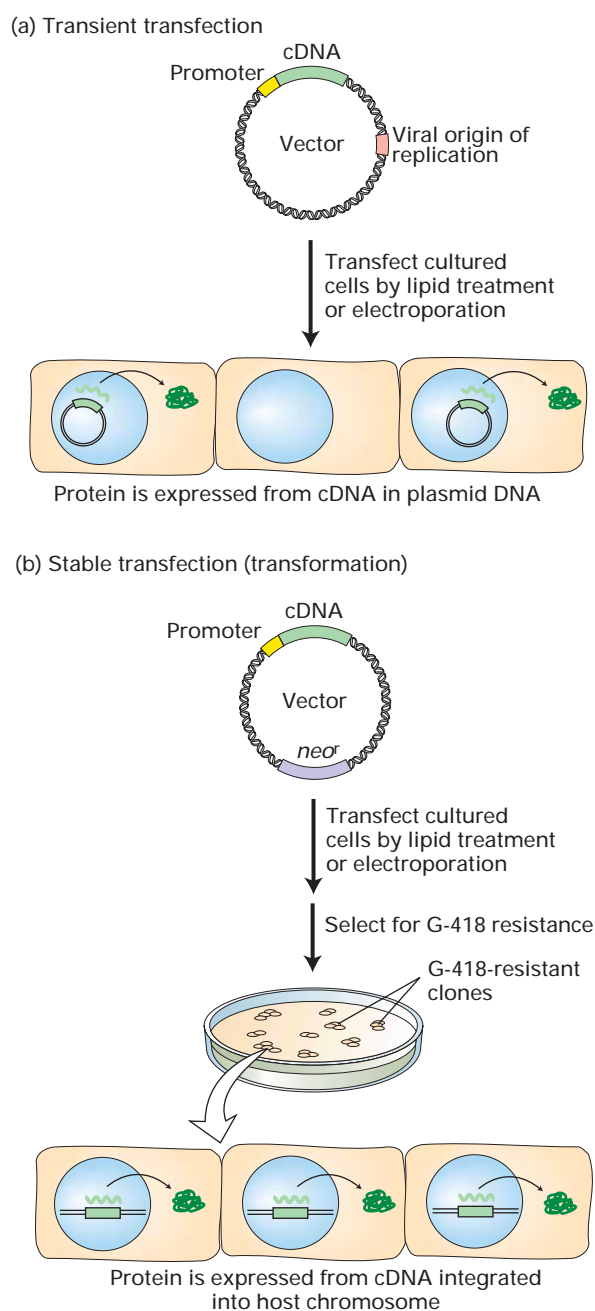 (a) Transient transfection
cDNA
Promoter
Vector
Viral origin of
replication
Transfect cultured
cells by lipid treatment
or electroporation
Protein is expressed from cDNA in plasmid DNA
(b) Stable transfection (transformation)
cDNA
Promoter
Vector
neoʳ
Transfect cultured
cells by lipid treatment
or electroporation
Select for G-418 resistance
G-418-resistant
clones
Protein is expressed from cDNA integrated
into host chromosome